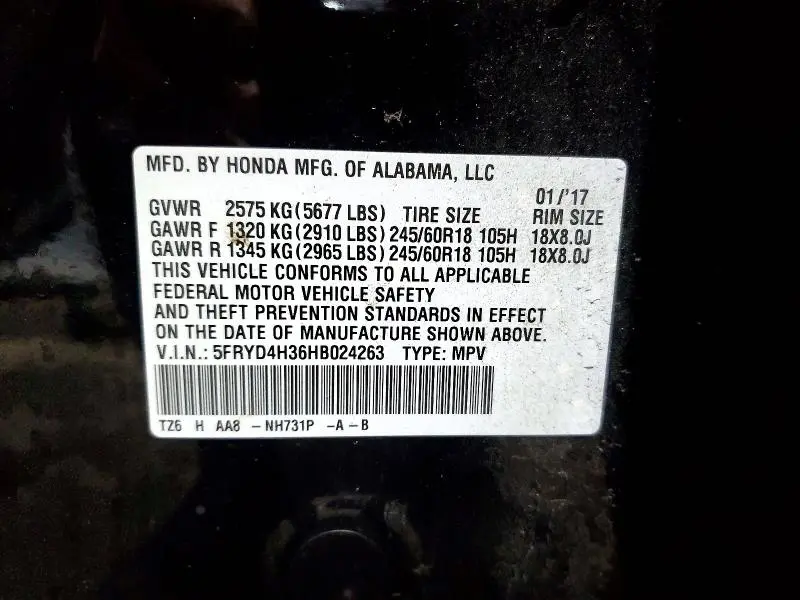 MFD. BY HONDA MFG. OF ALABAMA, LLC
01/'17
GVWR 2575 KG(5677 LBS) TIRE SIZE RIM SIZE
GAWR F 1320 KG(2910 LBS) 245/60R18 105H 18X8.0J
GAWR R 1345 KG(2965 LBS) 245/60R18 105H 18X8.0J
THIS VEHICLE CONFORMS TO ALL APPLICABLE
FEDERAL MOTOR VEHICLE SAFETY
AND THEFT PREVENTION STANDARDS IN EFFECT
ON THE DATE OF MANUFACTURE SHOWN ABOVE.
V.I.N.: 5FRYD4H36HB024263 TYPE: MPV
TZ6 H AA8 -NH731P -A-B